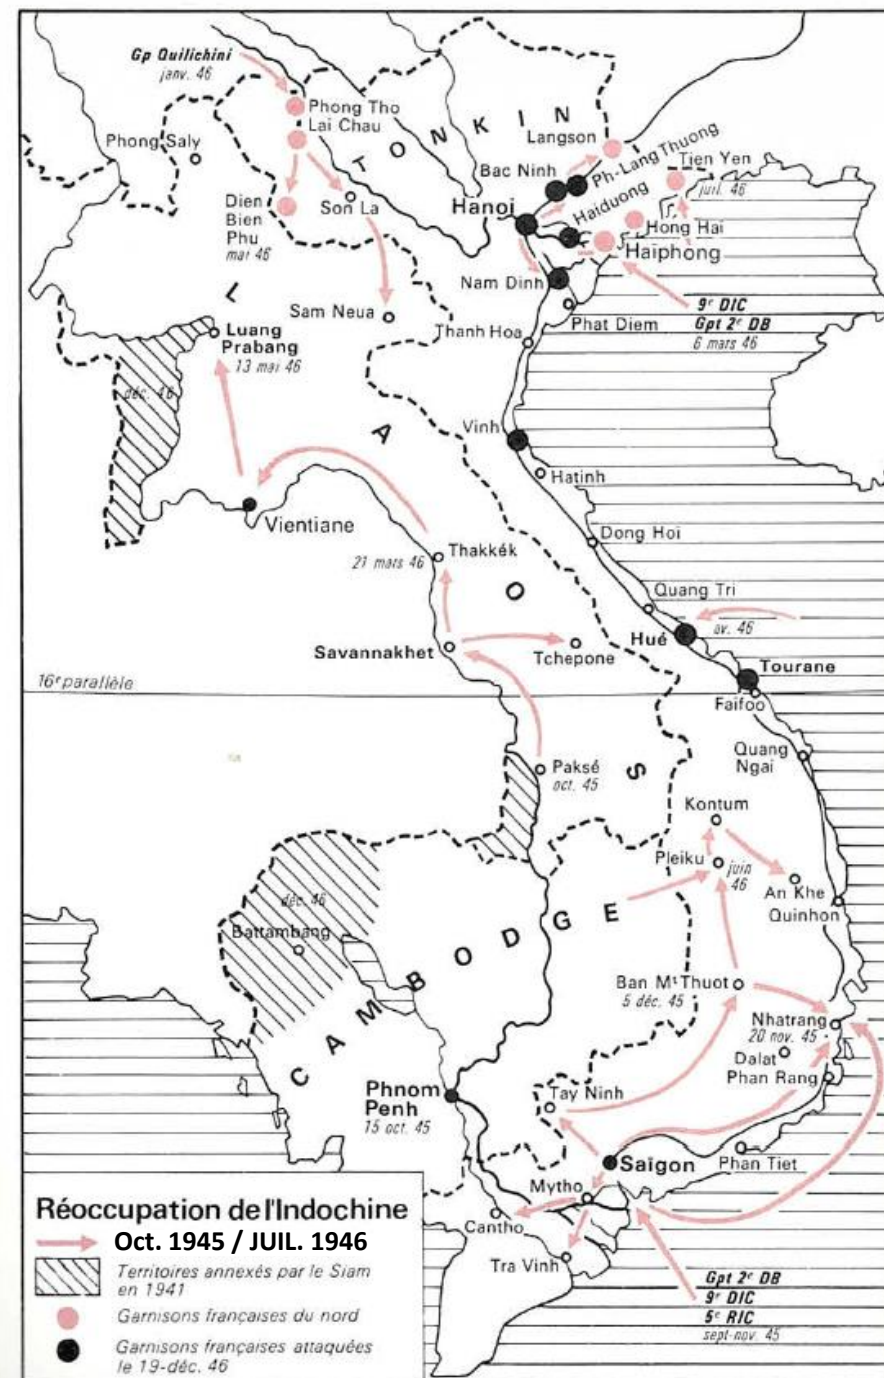 Gp Quilichini
janv. 46
Phong Tho
Lai Chau
Phong Saly
TONKIN
Langson
Bac Ninh
Ph-Lang Thuong
Tien Yen
juil. 46
Dien
Bien
Phu
mai 46
Son La
Hanoi
Haiduong
Hong Hai
Haïphong
Nam Dinh
Sam Neua
9e DIC
Gpt 2e DB
6 mars 46
Phat Diem
Thanh Hoa
Luang
Prabang
13 mai 46
déc. 46
LAOS
Vinh
Hatinh
Vientiane
Dong Hoï
Thakkék
21 mars 46
Quang Tri
Hué
av. 46
Savannakhet
Tchepone
Tourane
16e parallèle
Faïfoo
Quang
Ngai
Paksé
oct. 45
Kontum
Pleiku
juin
46
An Khe
Quinhon
déc. 46
Battambang
CAMBODGE
Ban Mt Thuot
5 déc. 45
Nhatrang
20 nov. 45
Dalat
Phan Rang
Phnom
Penh
15 oct. 45
Tay Ninh
Saïgon
Phan Tiet
Mytho
Cantho
Tra Vinh
Gpt 2e DB
9e DIC
5e RIC
sept-nov. 45
Réoccupation de l'Indochine
Oct. 1945 / JUIL. 1946
Territoires annexés par le Siam
en 1941
Garnisons françaises du nord
Garnisons françaises attaquées
le 19-déc. 46